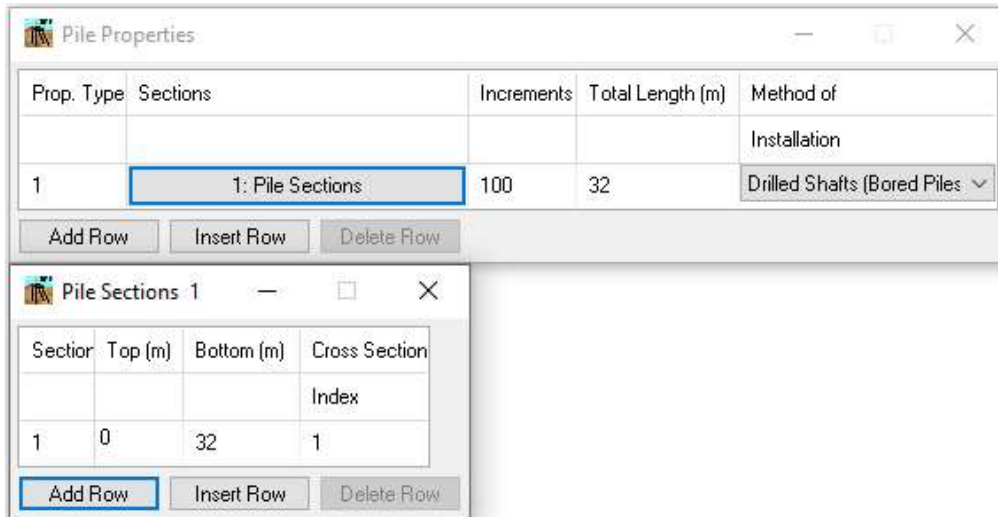 Pile Properties
Prop. Type Sections Increments Total Length (m) Method of
Installation
1 1: Pile Sections 100 32 Drilled Shafts (Bored Piles
Add Row Insert Row Delete Row
Pile Sections 1
Section Top (m) Bottom (m) Cross Section
Index
1 0 32 1
Add Row Insert Row Delete Row